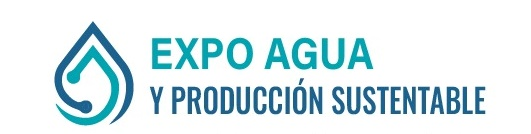 EXPO AGUA
Y PRODUCCIÓN SUSTENTABLE